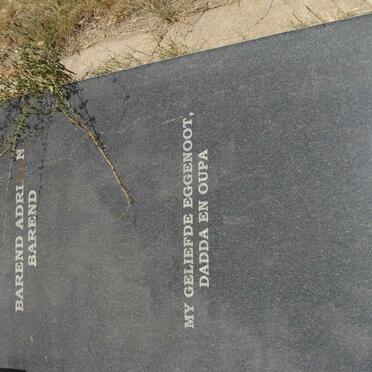 BAREND
BAREND
MY GELIEFDE EGGENOOT,
DADDA EN OUPA